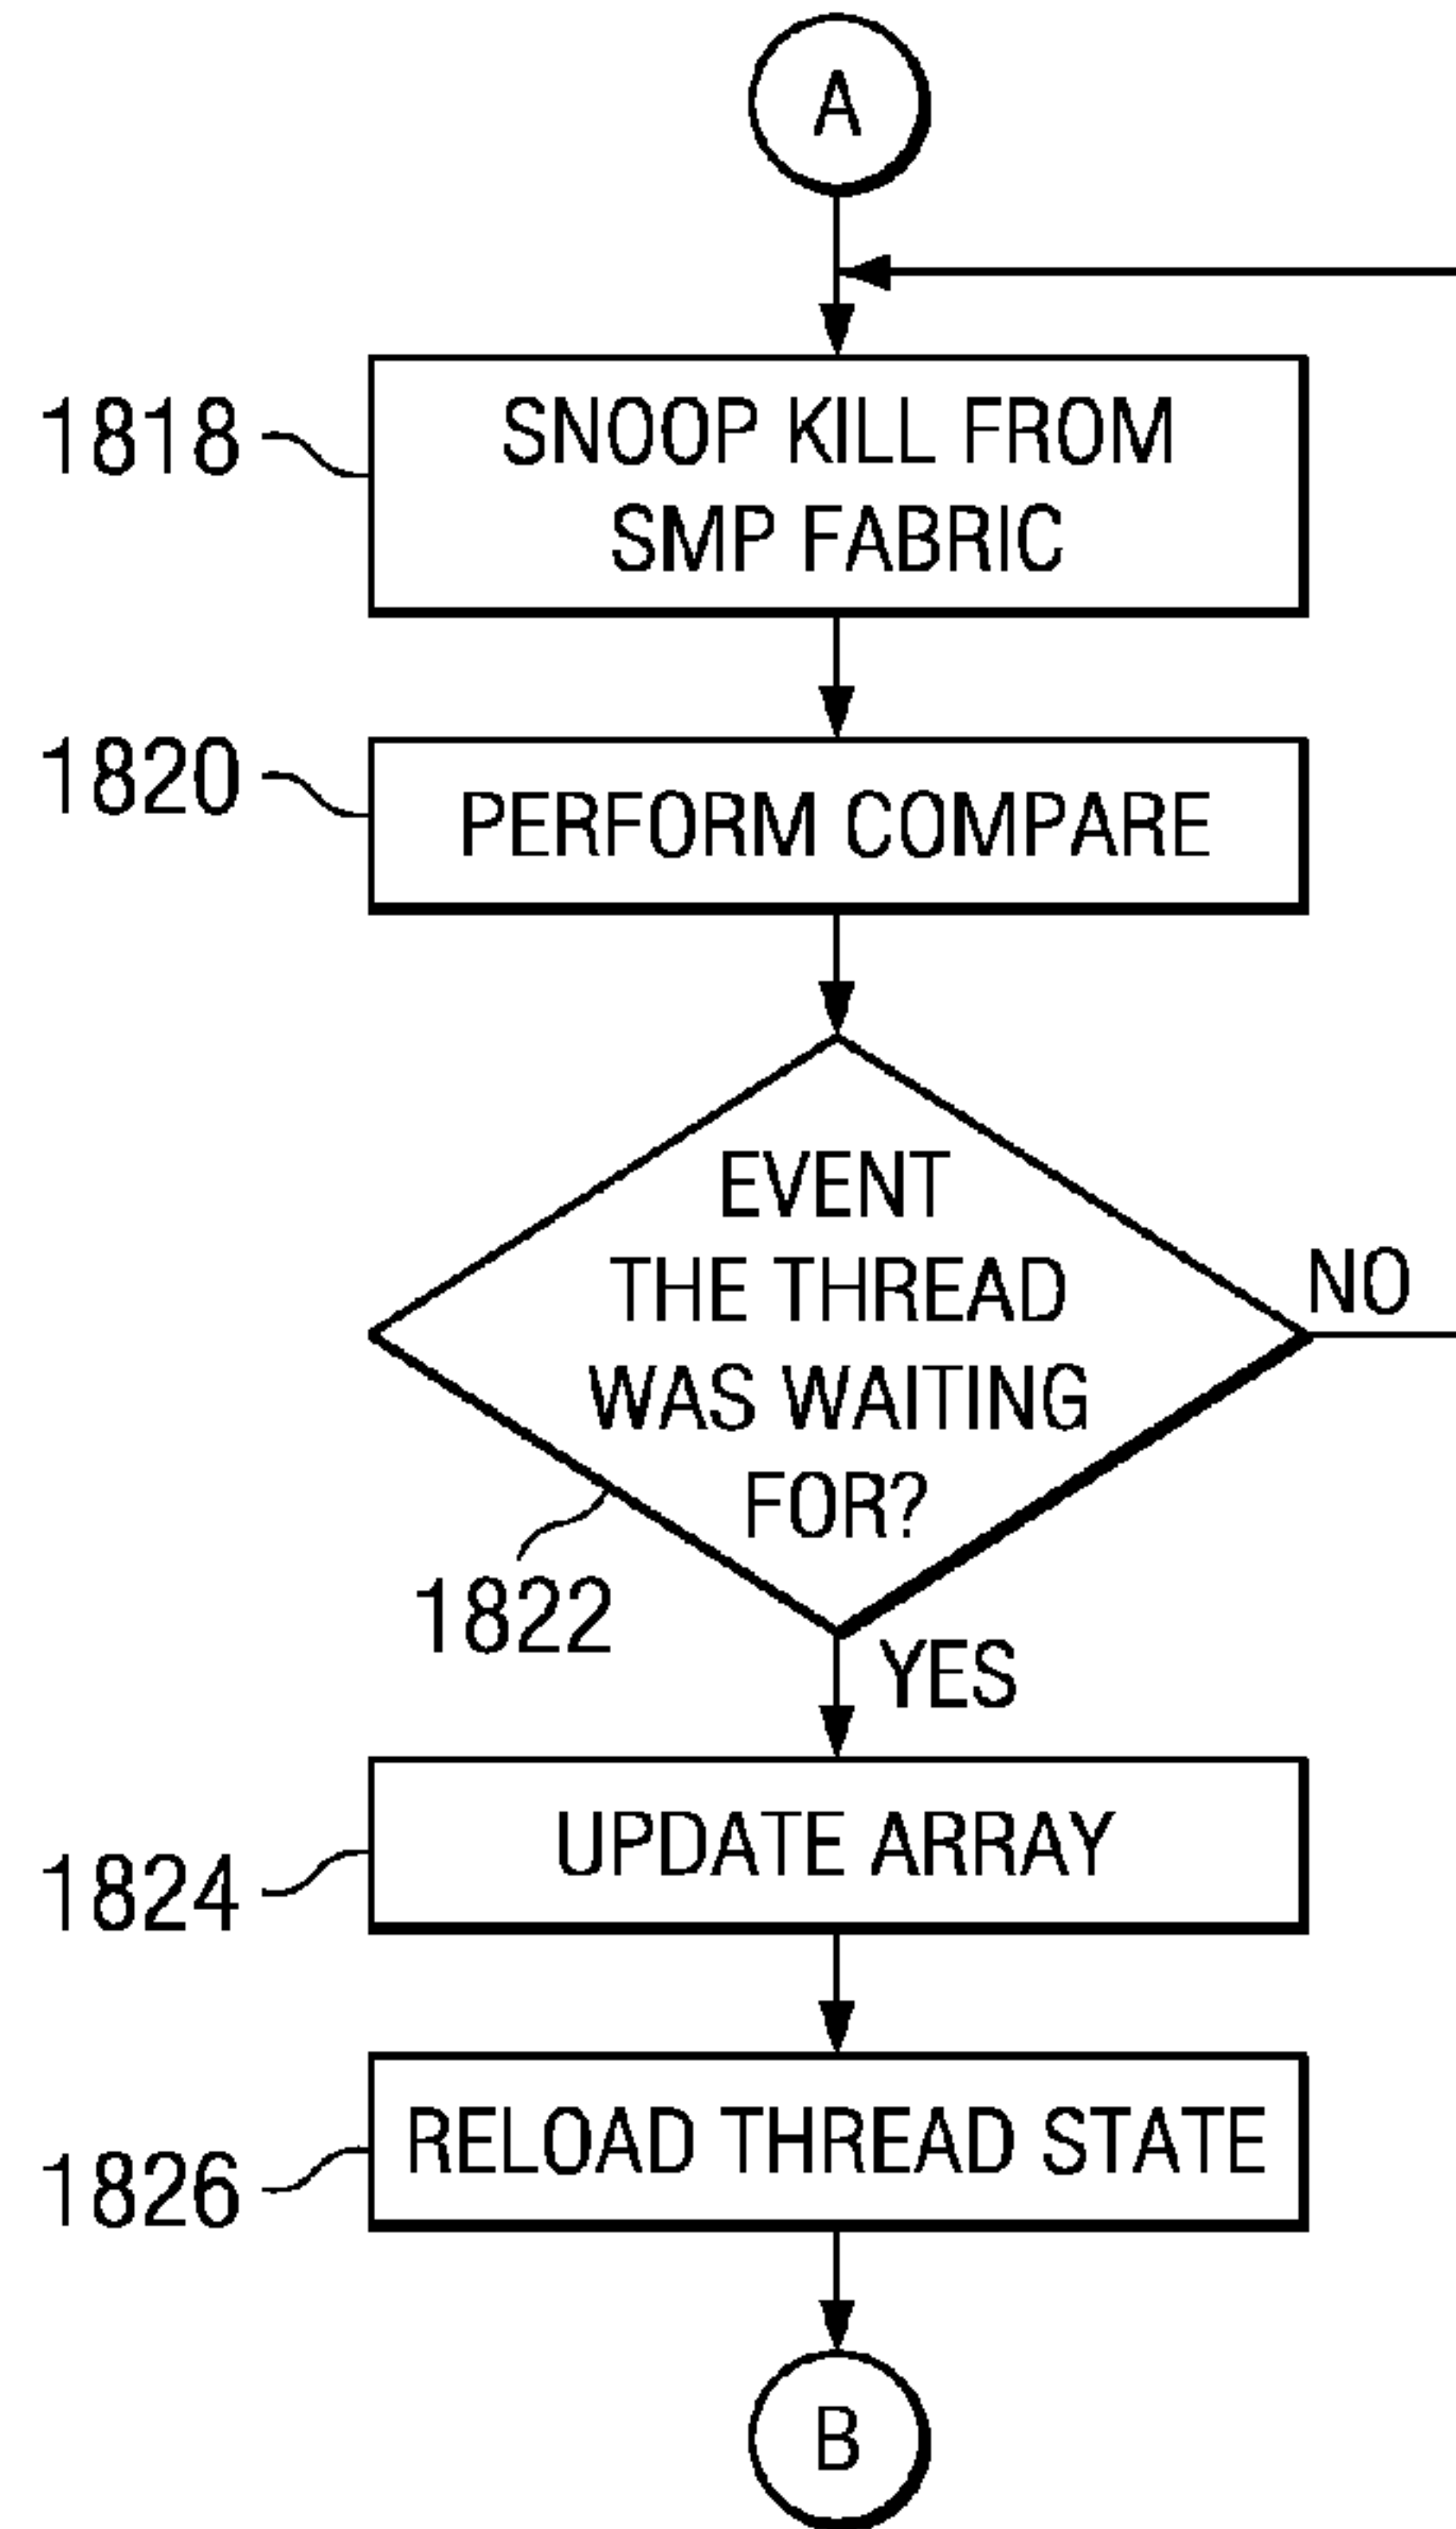 A
1818
SNOOP KILL FROM
SMP FABRIC
1820
PERFORM COMPARE
EVENT
THE THREAD
WAS WAITING
FOR?
NO
1822
YES
1824
UPDATE ARRAY
1826
RELOAD THREAD STATE
B